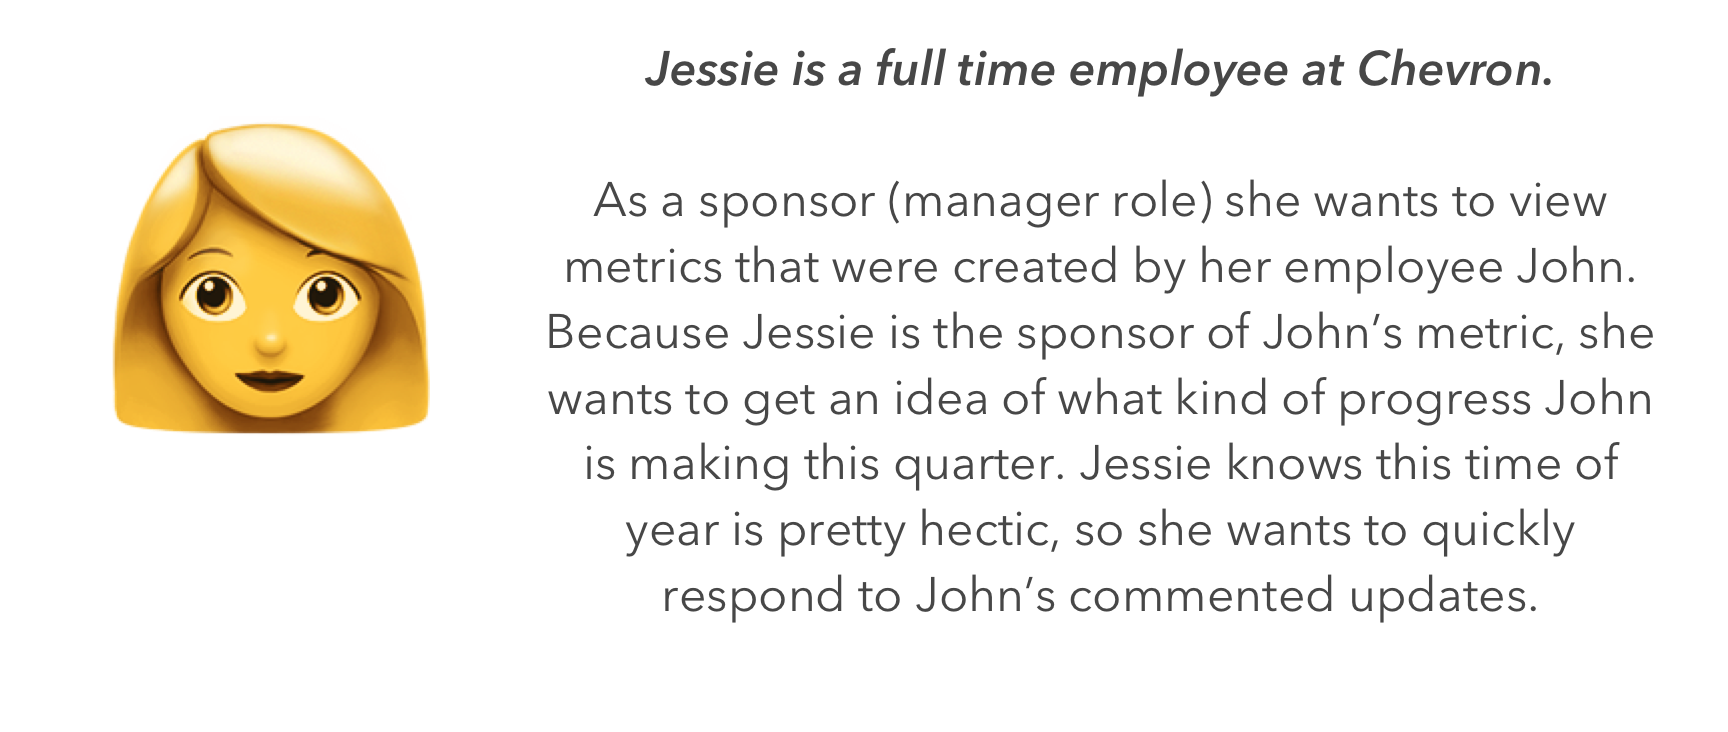 Jessie is a full time employee at Chevron.
As a sponsor (manager role) she wants to view
metrics that were created by her employee John.
Because Jessie is the sponsor of John’s metric, she
wants to get an idea of what kind of progress John
is making this quarter. Jessie knows this time of
year is pretty hectic, so she wants to quickly
respond to John’s commented updates.